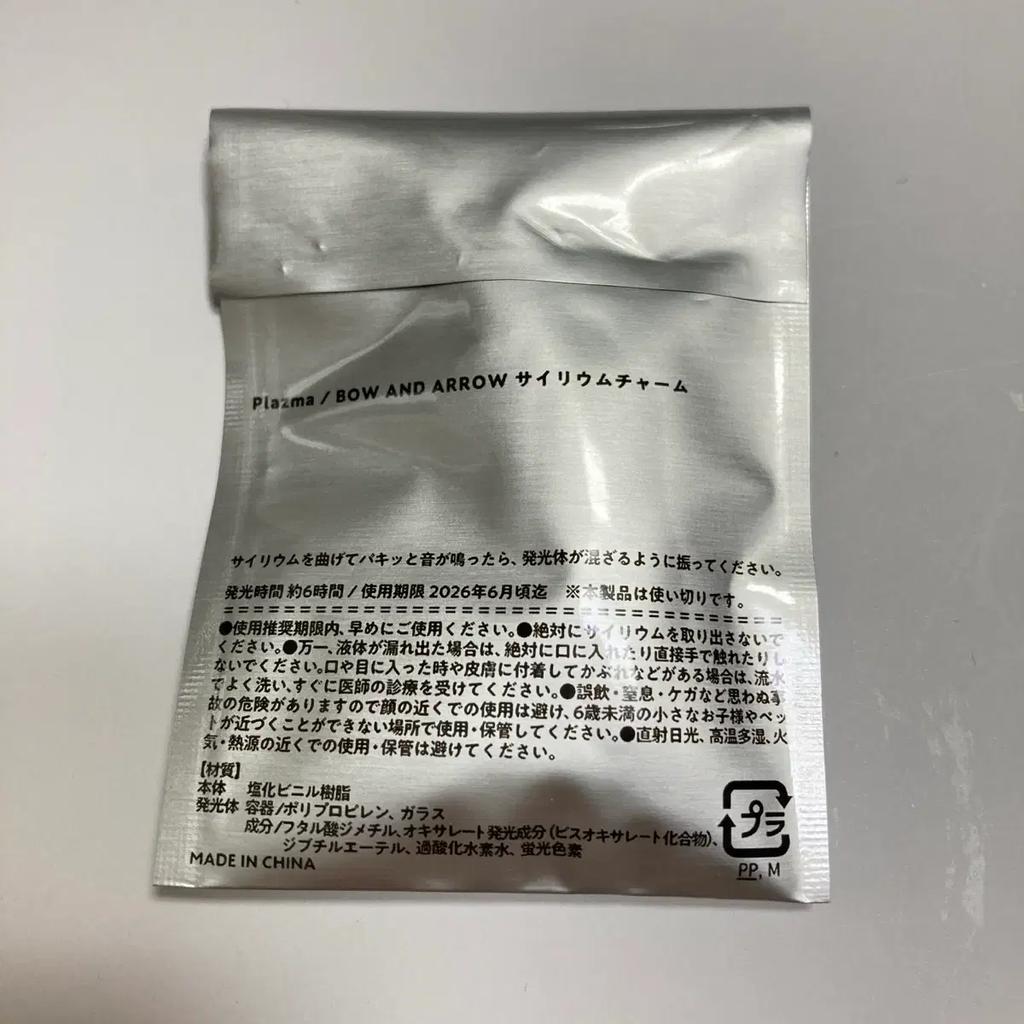 Plazma / BOW AND ARROW サイリウムチャーム
サイリウムを曲げてパキッと音が鳴ったら、発光体が混ざるように振ってください。
発光時間 約6時間 / 使用期限 2026年6月頃迄 ※本製品は使い切りです。
●使用推奨期限内、早めにご使用ください。●絶対にサイリウムを取り出さないで
ください。●万一、液体が漏れ出た場合は、絶対に口に入れたり直接手で触れたりし
ないでください。口や目に入った時や皮膚に付着してかぶれなどがある場合は、流水
でよく洗い、すぐに医師の診療を受けてください。●誤飲・窒息・ケガなど思わぬ事
故の危険がありますので顔の近くでの使用は避け、6歳未満の小さなお子様やペッ
トが近づくことができない場所で使用・保管してください。●直射日光、高温多湿、火
気・熱源の近くでの使用・保管は避けてください。
【材質】
本体 塩化ビニル樹脂
発光体 容器/ポリプロピレン、ガラス
成分/フタル酸ジメチル、オキサレート発光成分(ビスオキサレート化合物)、
ジブチルエーテル、過酸化水素水、蛍光色素
MADE IN CHINA
プラ
PP, M